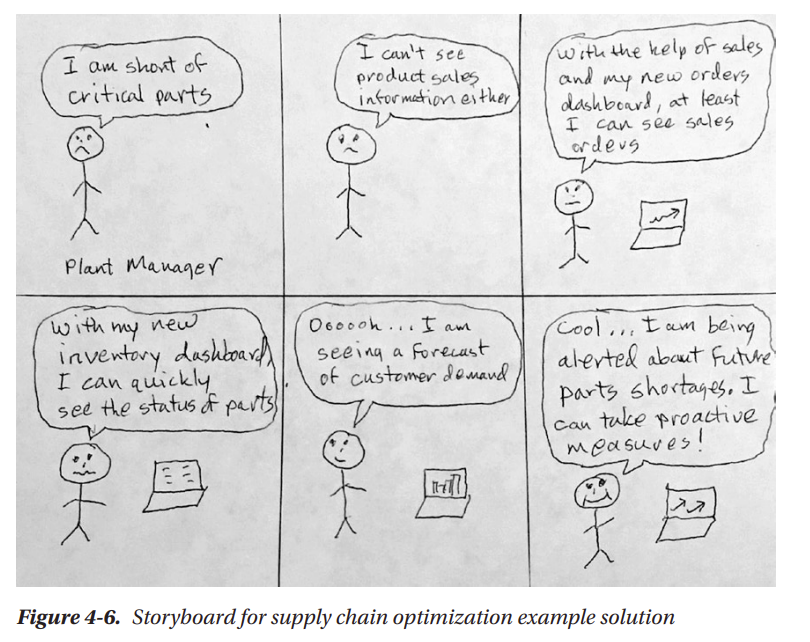 I am short of
critical parts
Plant Manager
I can't see
product sales
information either
With the help of sales
and my new orders
dashboard, at least
I can see sales
orders
With my new
inventory dashboard,
I can quickly
see the status of parts
Oooooh... I am
seeing a forecast
of customer demand
Cool... I am being
alerted about future
parts shortages. I
can take proactive
measures!
Figure 4-6. Storyboard for supply chain optimization example solution